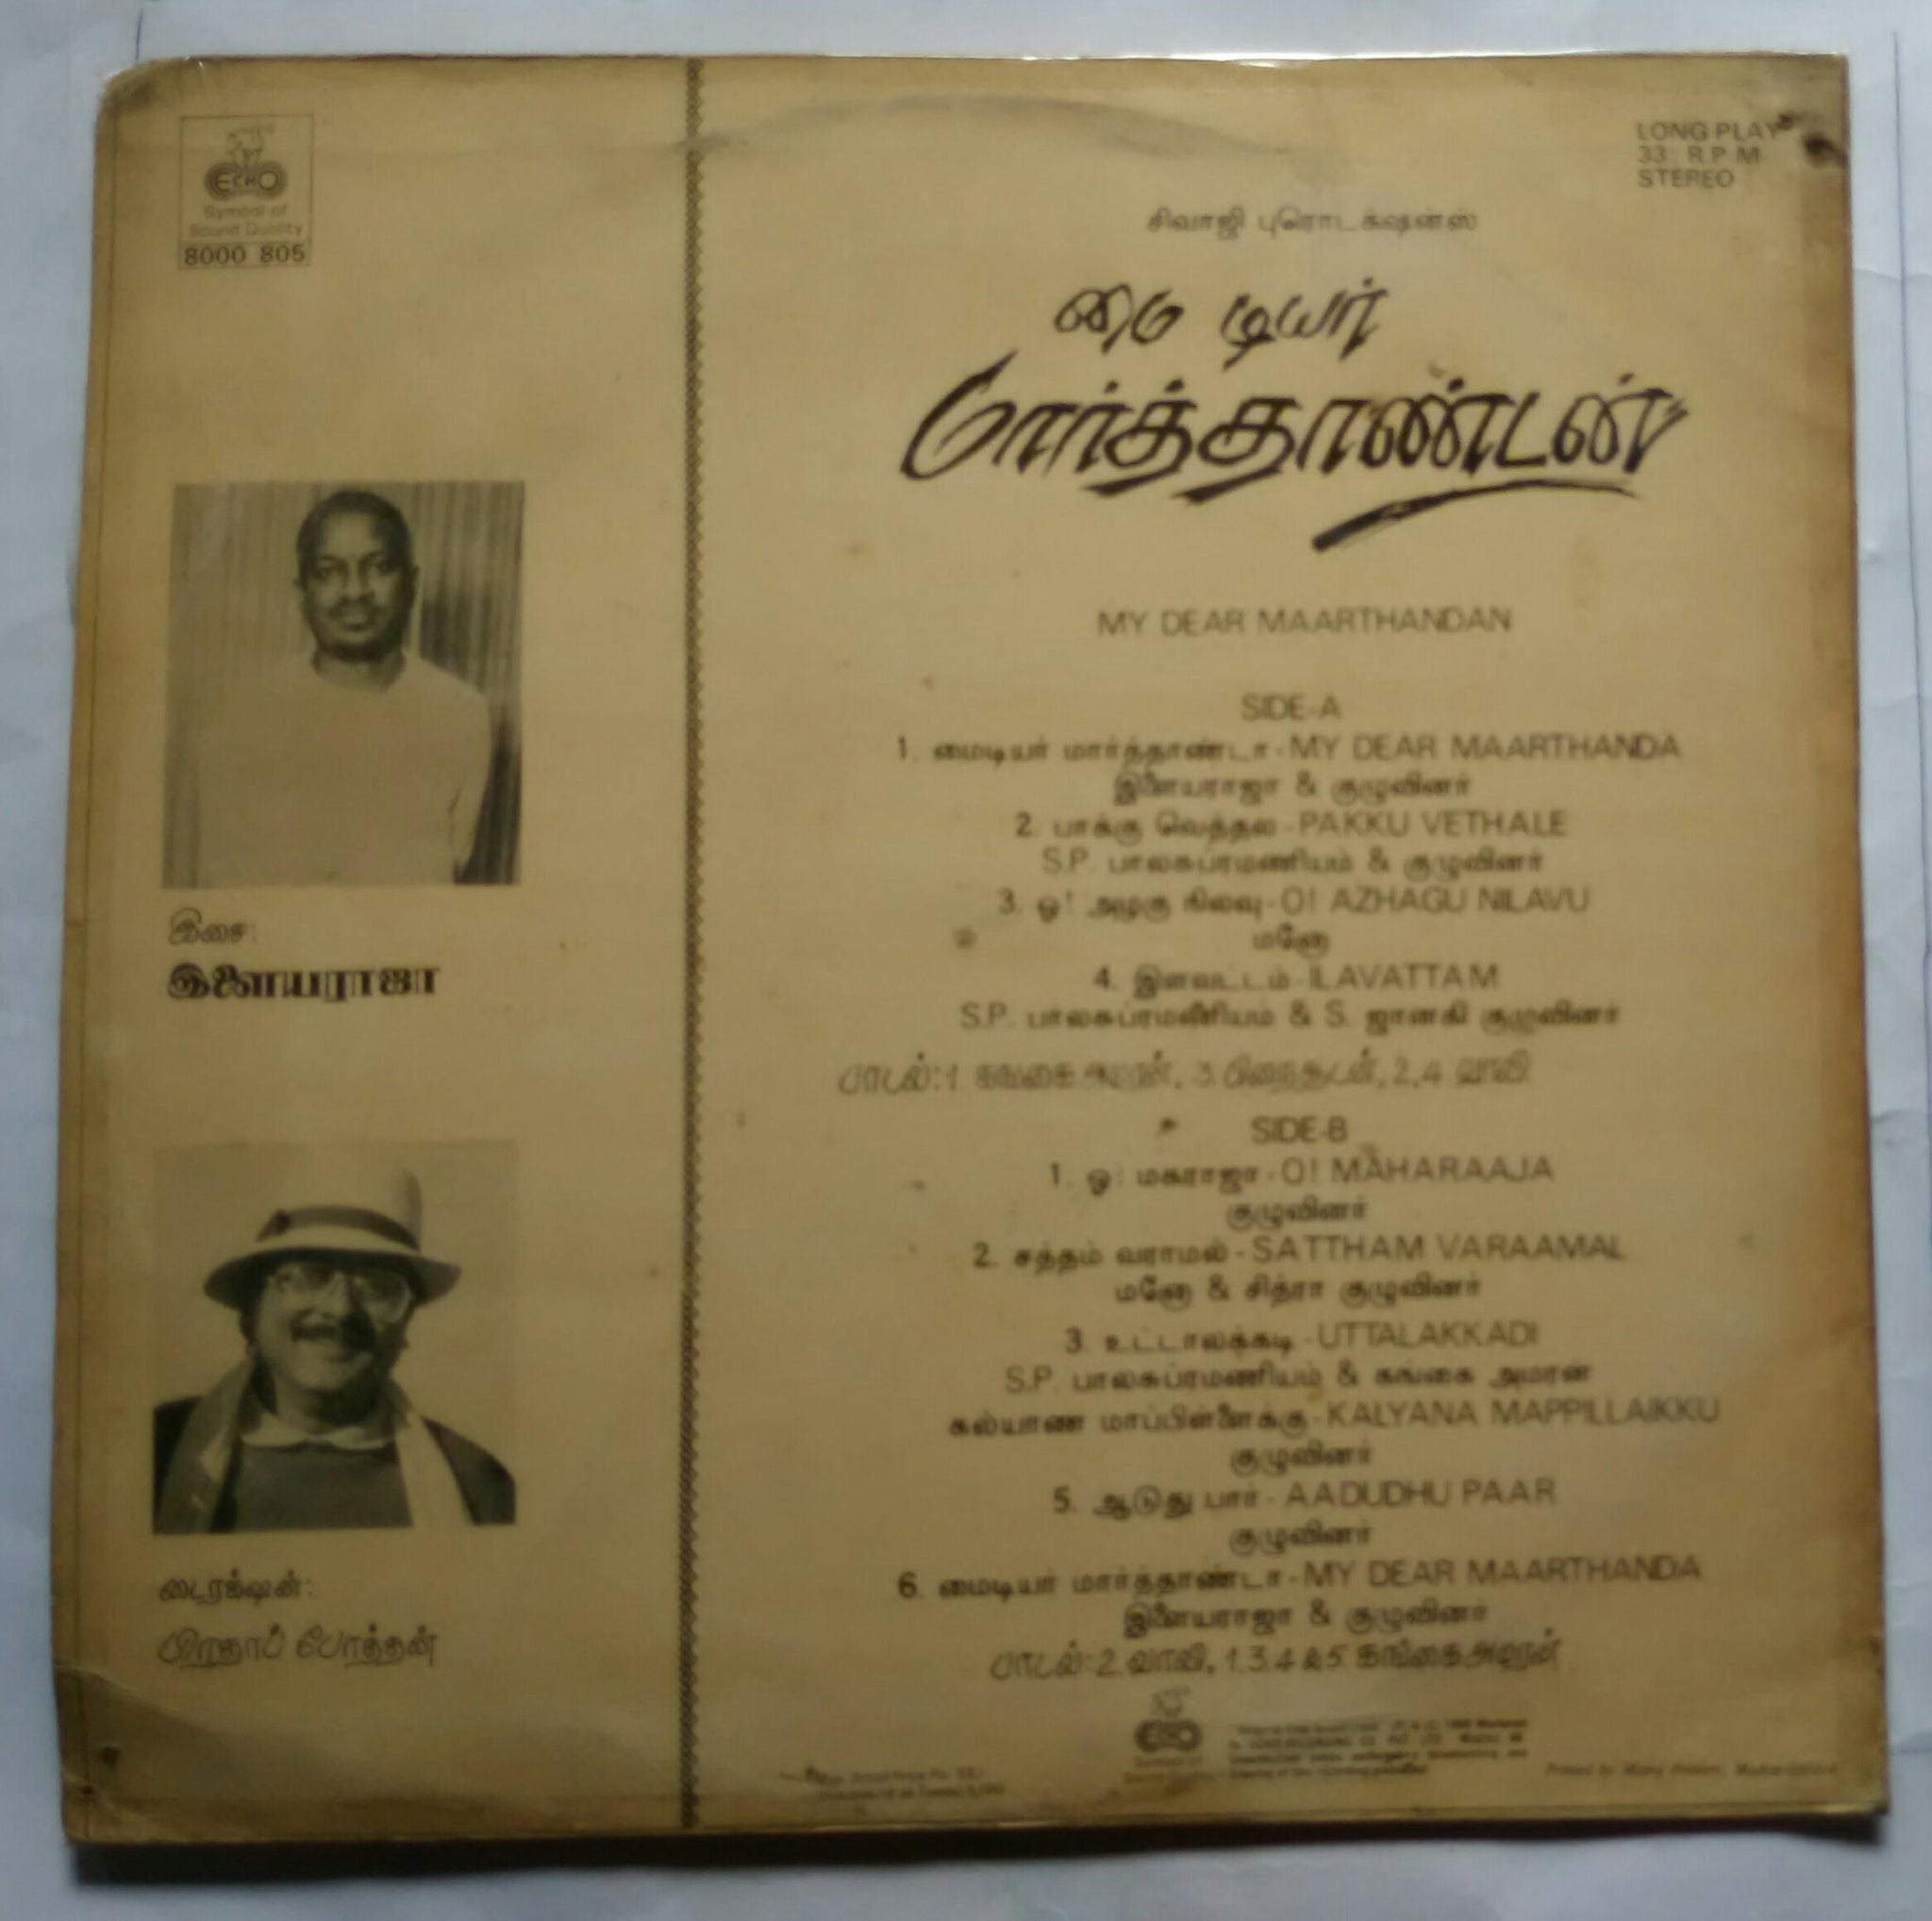 ECHO
Symbol of
Sound Quality
8000 805
இசை:
இளையராஜா
டைரக்ஷன்:
பிரதாப் போத்தன்
LONG PLAY
33 R P M
STEREO
சிவாஜி புரொடக்ஷன்ஸ்
மை டியர்
மார்த்தாண்டன்
MY DEAR MAARTHANDAN
SIDE-A
1. மைடியர் மார்த்தாண்டா - MY DEAR MAARTHANDA
இளையராஜா & குழுவினர்
2. பாக்கு வெத்தல - PAKKU VETHALE
S.P. பாலசுப்ரமணியம் & குழுவினர்
3. ஓ! அழகு நிலவு - O! AZHAGU NILAVU
மனோ
4. இளவட்டம் - ILAVATTAM
S.P. பாலசுப்ரமணியம் & S. ஜானகி குழுவினர்
பாடல்: 1. கங்கை அமரன், 3. பிறைசூடன், 2,4 வாலி
SIDE-B
1. ஓ! மகராஜா - O! MAHARAAJA
குழுவினர்
2. சத்தம் வராமல் - SATTHAM VARAAMAL
மனோ & சித்ரா குழுவினர்
3. உட்டாலக்கடி - UTTALAKKADI
S.P. பாலசுப்ரமணியம் & கங்கை அமரன்
கல்யாண மாப்பிள்ளைக்கு - KALYANA MAPPILLAIKKU
குழுவினர்
5. ஆடுது பார் - AADUDHU PAAR
குழுவினர்
6. மைடியர் மார்த்தாண்டா - MY DEAR MAARTHANDA
இளையராஜா & குழுவினர்
பாடல்: 2. வாலி, 1.3.4 & 5. கங்கை அமரன்
ECHO